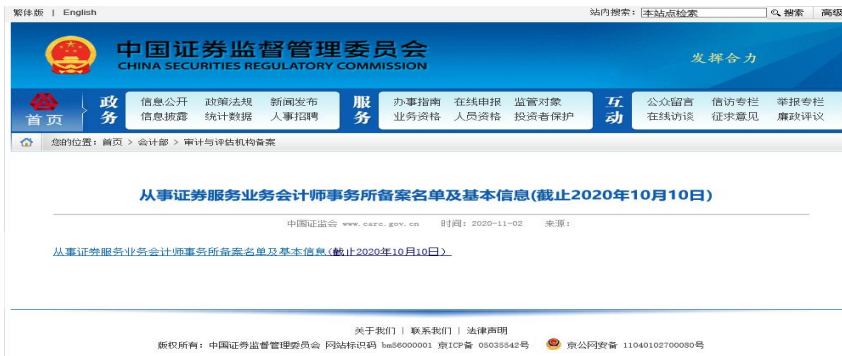 繁体版 | English 站内搜索： 本站点检索 搜索 高级
中国证券监督管理委员会
CHINA SECURITIES REGULATORY COMMISSION
发挥合力
首页
政务
信息公开 政策法规 新闻发布
信息披露 统计数据 人事招聘
服务
办事指南 在线申报 监管对象
业务资格 人员资格 投资者保护
互动
公众留言 信访专栏 举报专栏
在线访谈 征求意见 廉政评议
您的位置：首页 > 会计部 > 审计与评估机构备案
从事证券服务业务会计师事务所备案名单及基本信息(截止2020年10月10日)
中国证监会 www.csrc.gov.cn 时间：2020-11-02 来源：
从事证券服务业务会计师事务所备案名单及基本信息(截止2020年10月10日）
关于我们 | 联系我们 | 法律声明
版权所有：中国证券监督管理委员会 网站标识码 bm56000001 京ICP备 05035542号 京公网安备 11040102700080号